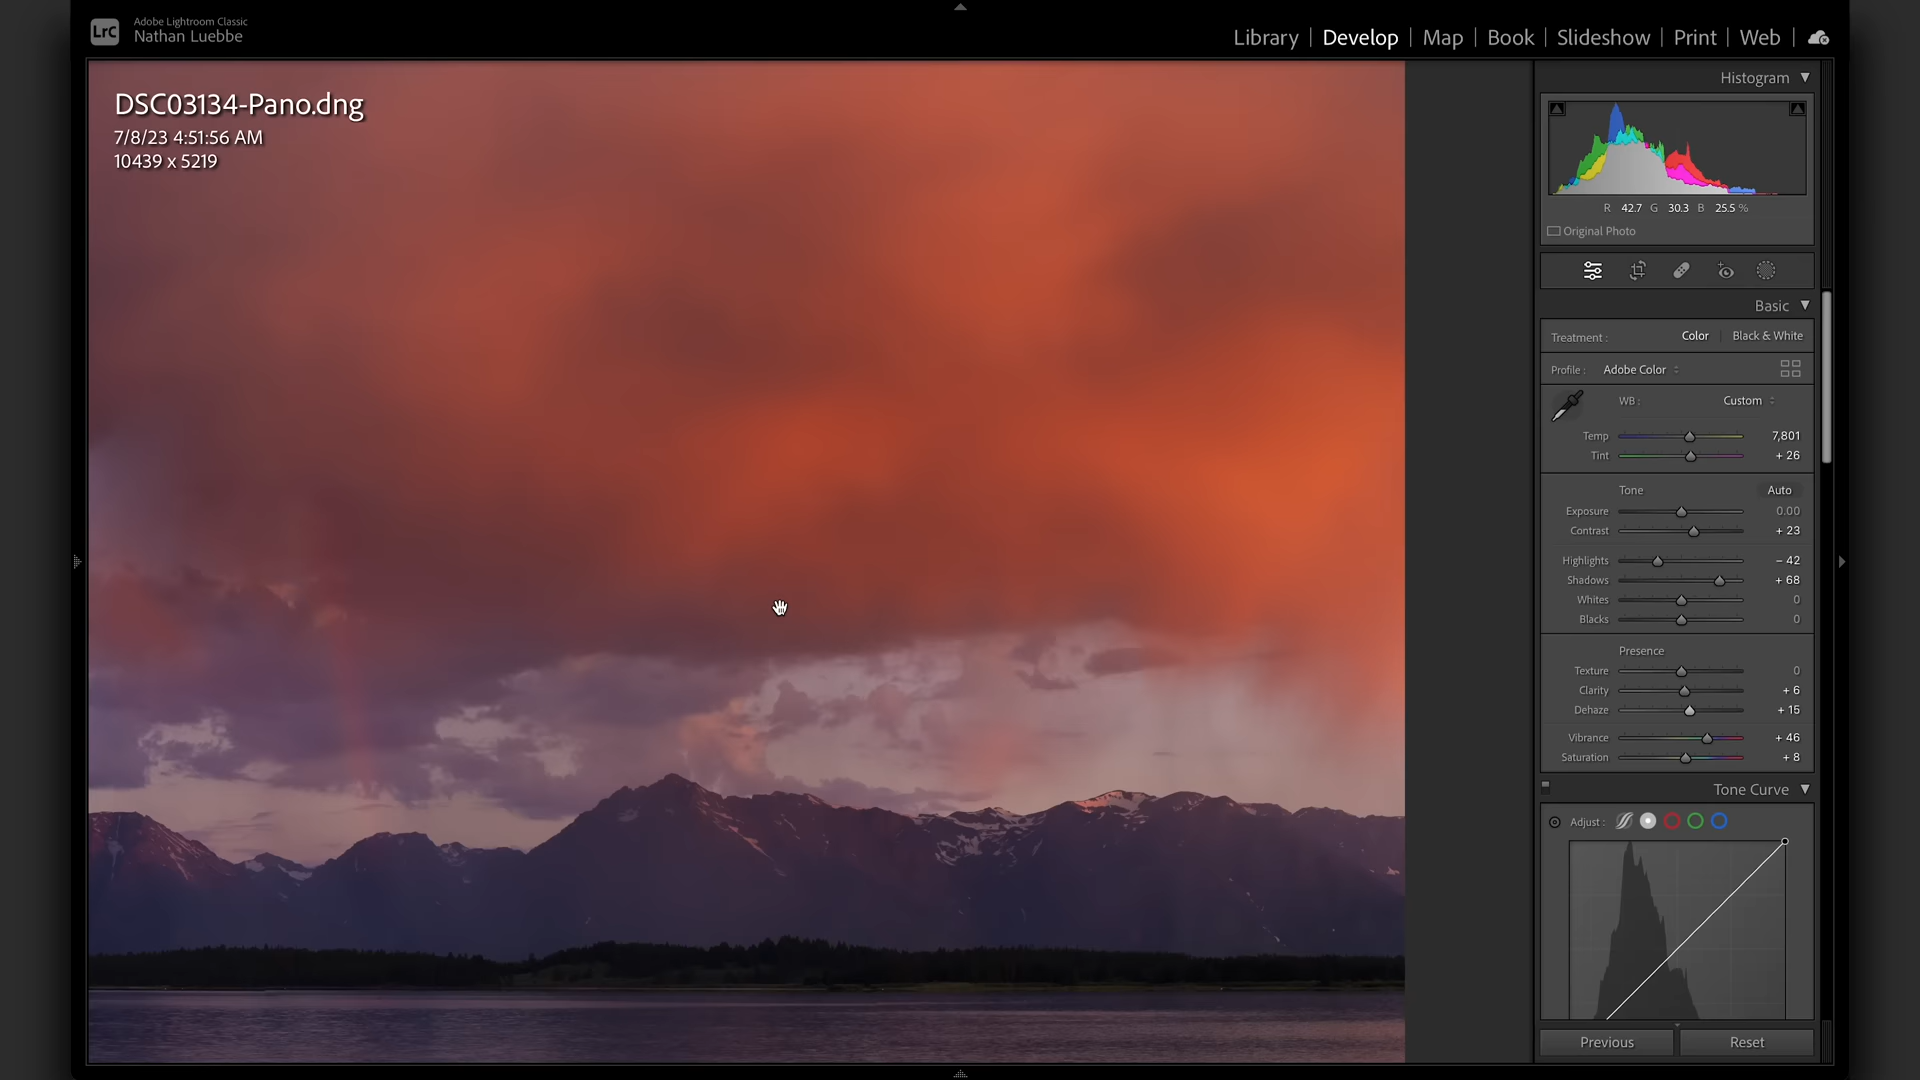 LrC
Adobe Lightroom Classic
Nathan Luebbe
Library | Develop | Map | Book | Slideshow | Print | Web |
DSC03134-Pano.dng
7/8/23 4:51:56 AM
10439 x 5219
Histogram
R 42.7 G 30.3 B 25.5 %
Original Photo
Basic
Treatment : Color | Black & White
Profile : Adobe Color
WB : Custom
Temp 7,801
Tint + 26
Tone Auto
Exposure 0.00
Contrast + 23
Highlights − 42
Shadows + 68
Whites 0
Blacks 0
Presence
Texture 0
Clarity + 6
Dehaze + 15
Vibrance + 46
Saturation + 8
Tone Curve
Adjust :
Previous Reset